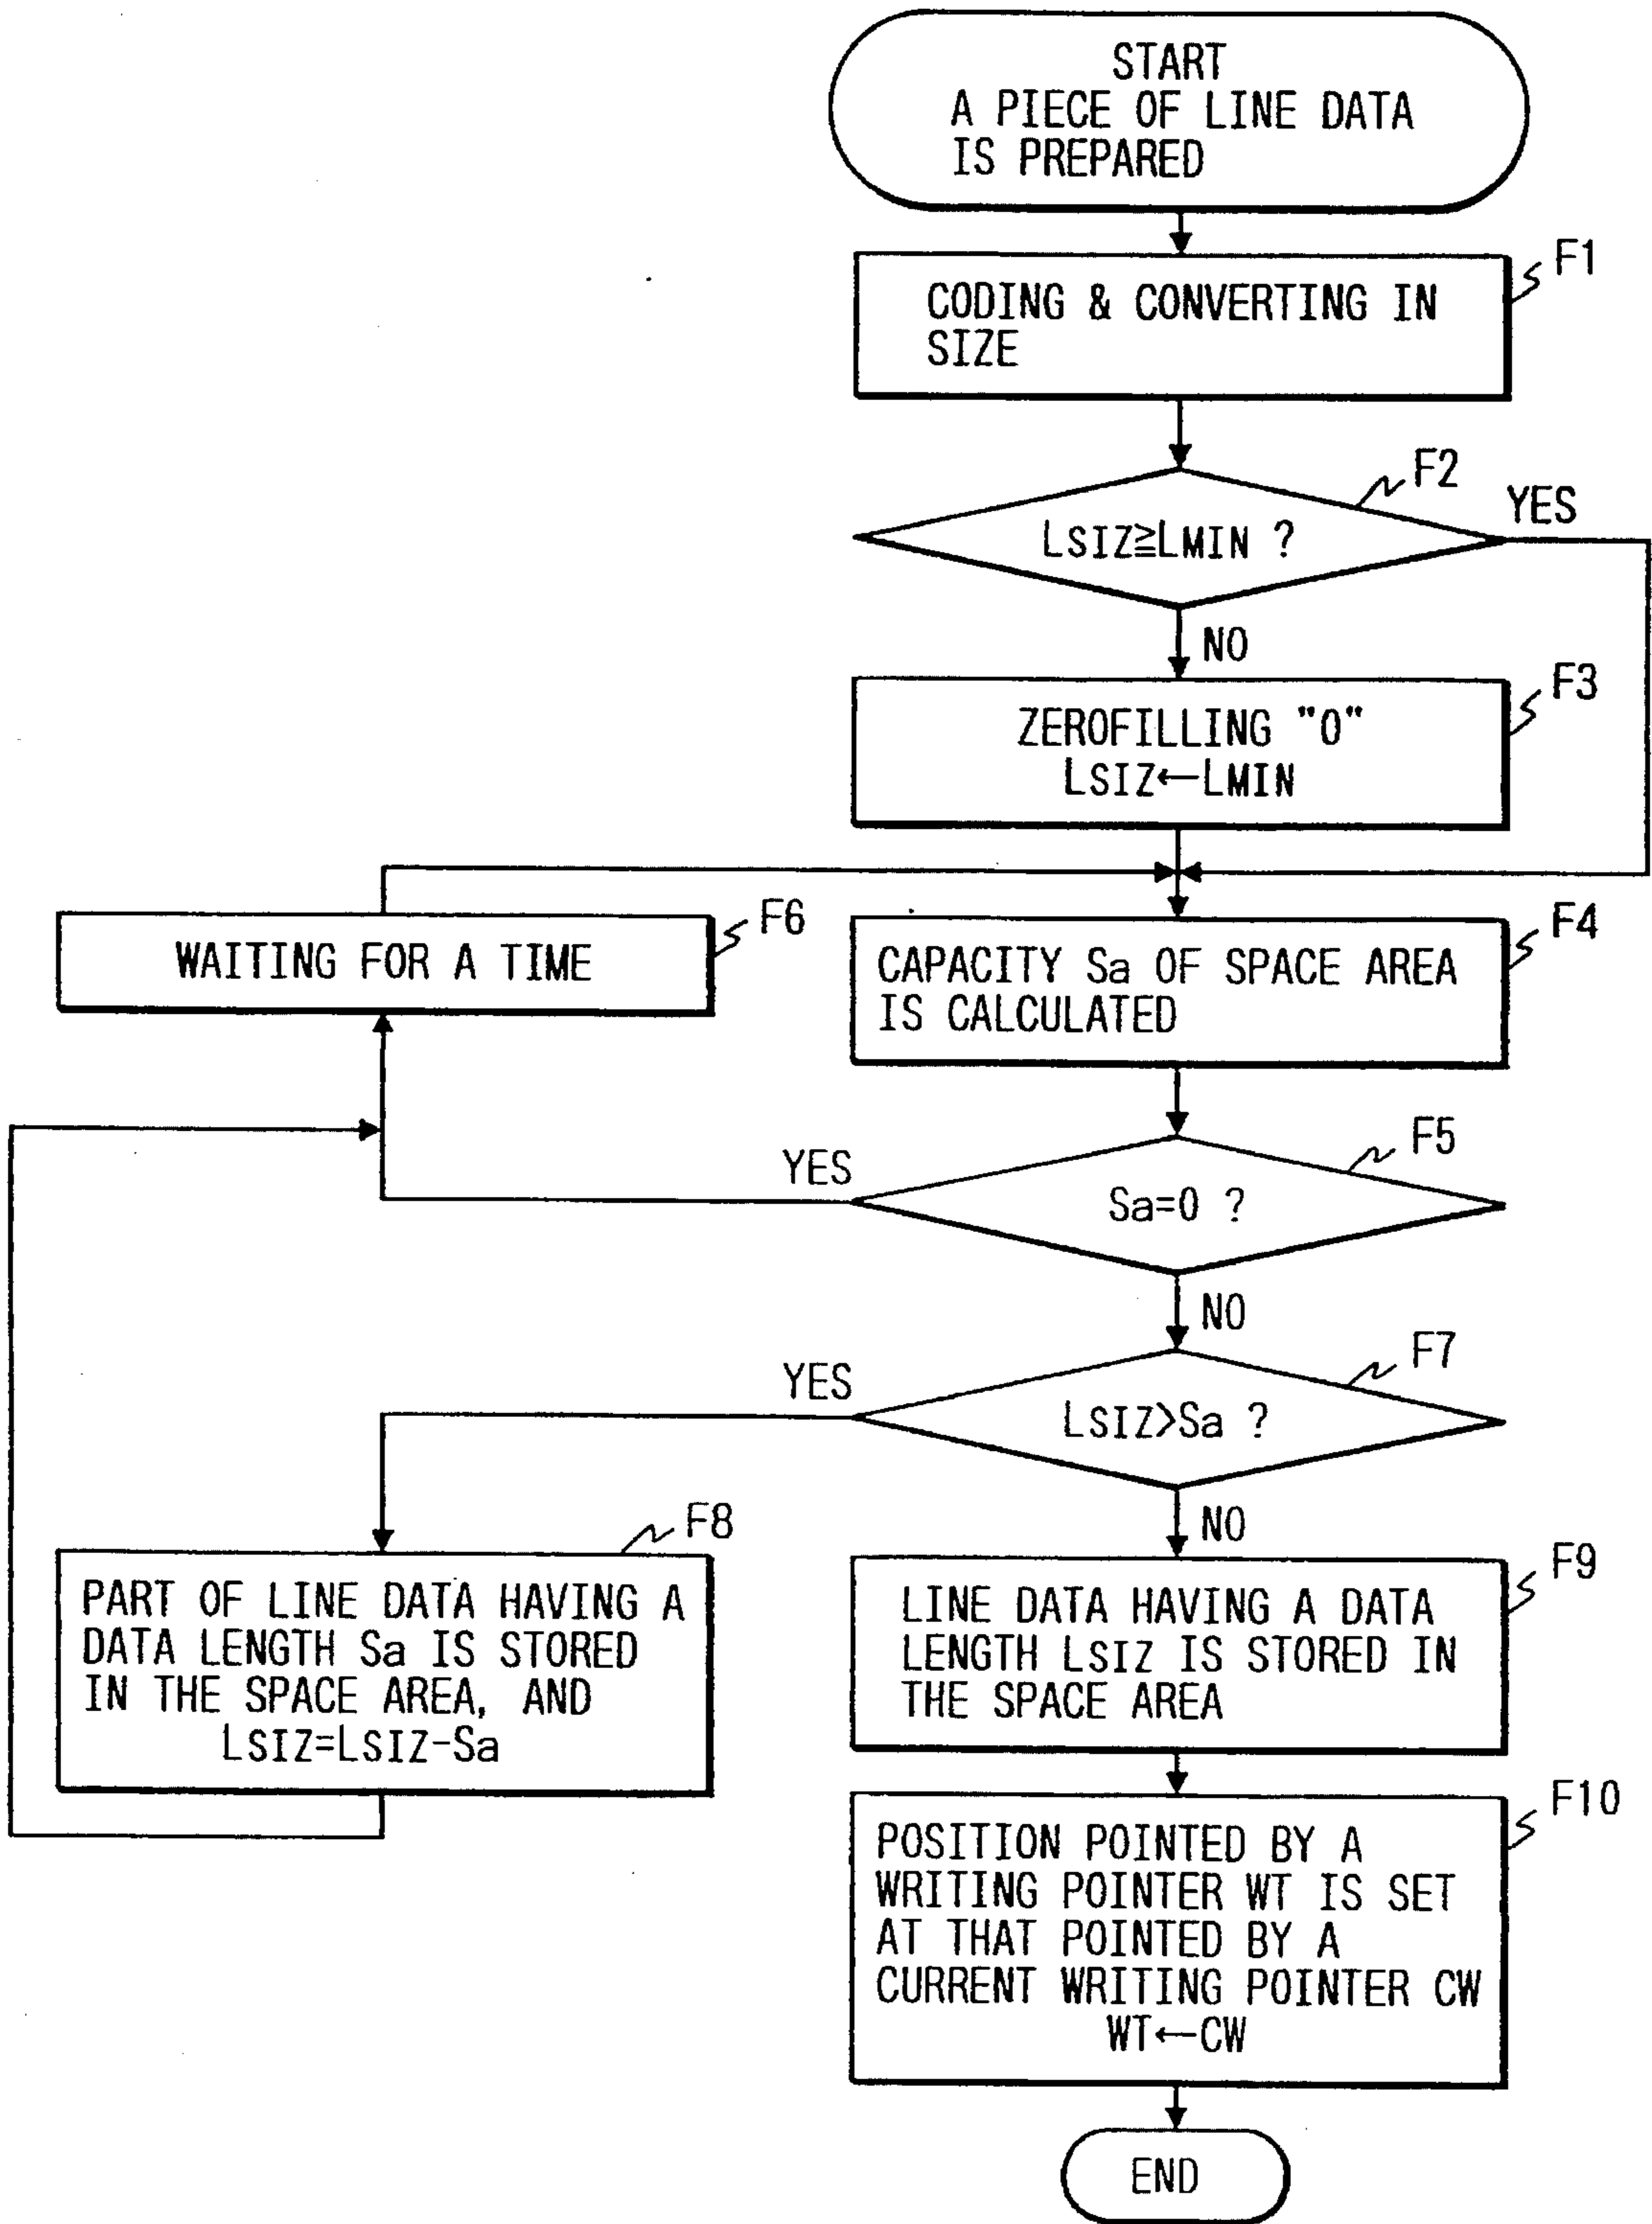 START
A PIECE OF LINE DATA
IS PREPARED
F1
CODING & CONVERTING IN
SIZE
F2
YES
LSIZ≧LMIN ?
NO
F3
ZEROFILLING "0"
LSIZ←LMIN
F6
WAITING FOR A TIME
F4
CAPACITY Sa OF SPACE AREA
IS CALCULATED
F5
YES
Sa=0 ?
NO
F7
YES
LSIZ>Sa ?
NO
F8
PART OF LINE DATA HAVING A
DATA LENGTH Sa IS STORED
IN THE SPACE AREA, AND
LSIZ=LSIZ-Sa
F9
LINE DATA HAVING A DATA
LENGTH LSIZ IS STORED IN
THE SPACE AREA
F10
POSITION POINTED BY A
WRITING POINTER WT IS SET
AT THAT POINTED BY A
CURRENT WRITING POINTER CW
WT←CW
END